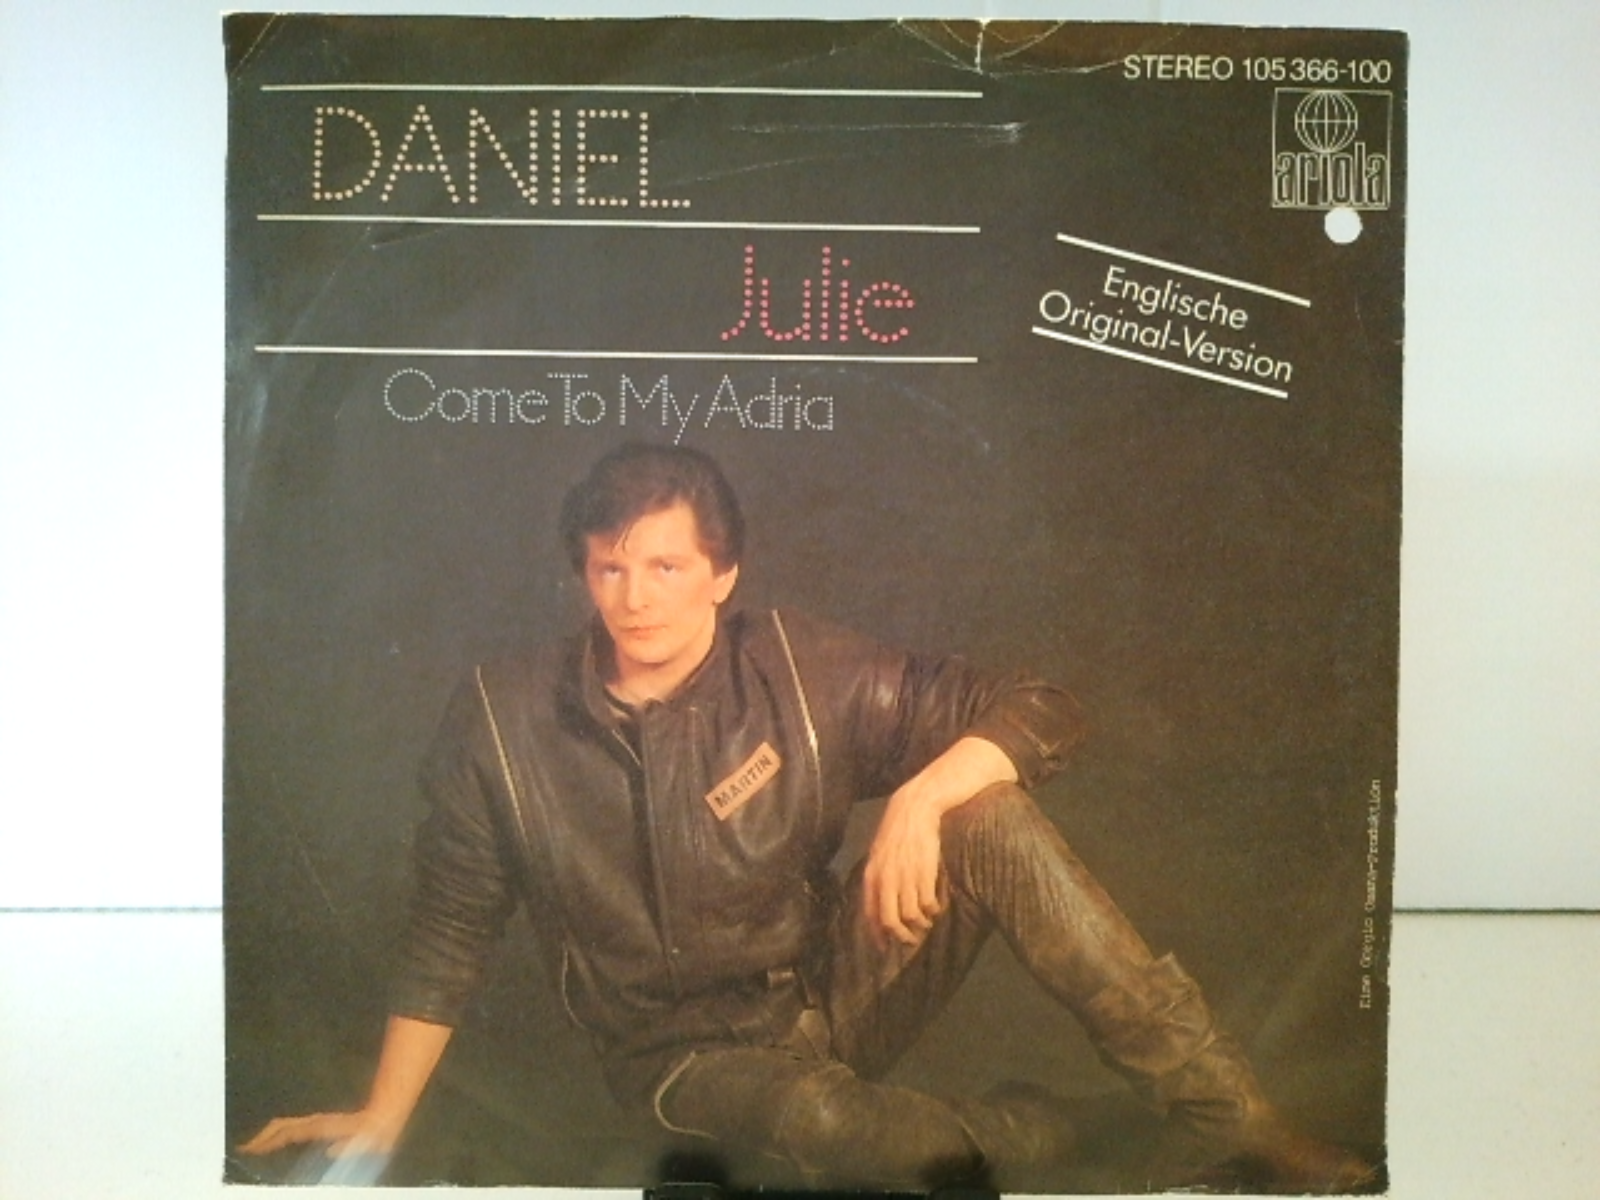 STEREO 105 366-100
DANIEL
ariola
Julie
Englische
Original-Version
Come To My Adria
MARTIN